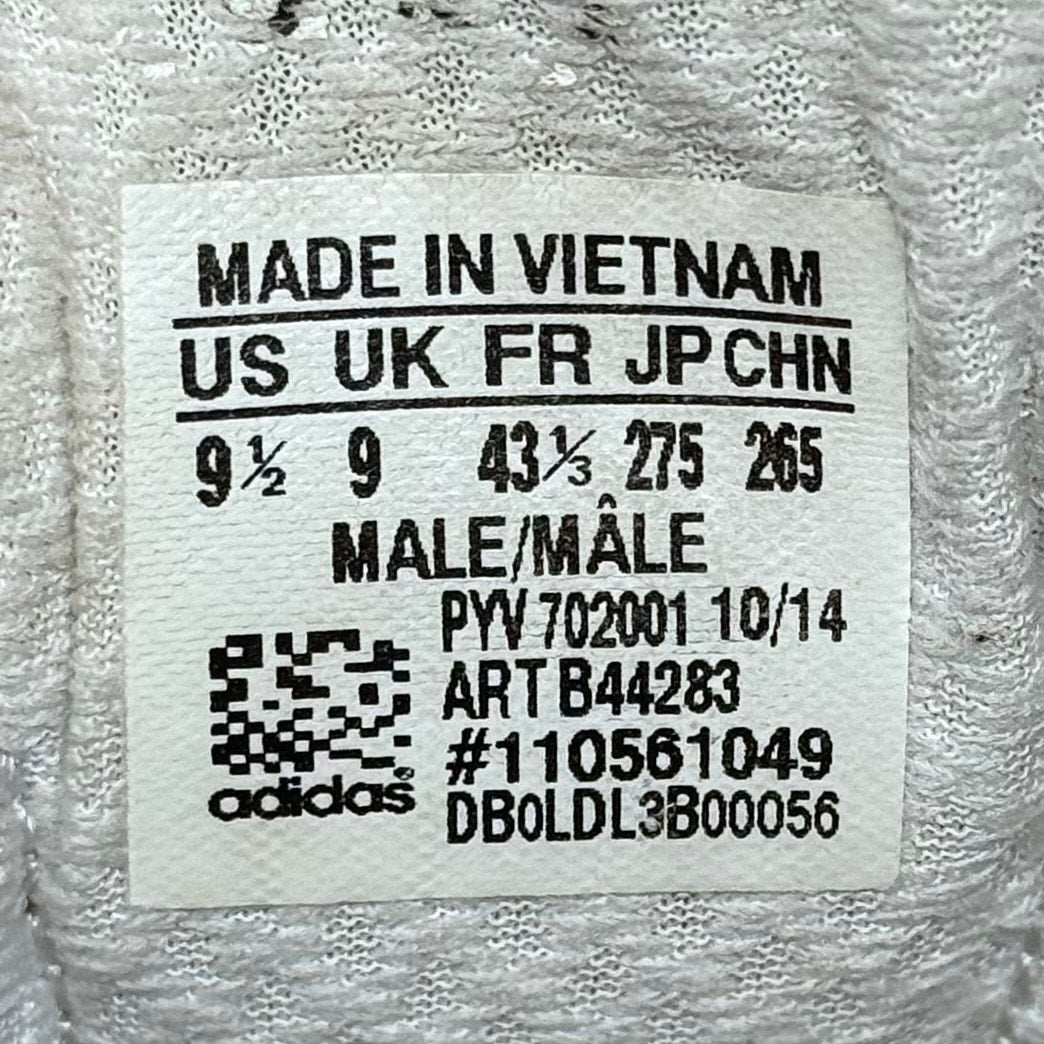 MADE IN VIETNAM
US UK FR JP CHN
9½ 9 43⅓ 275 265
MALE/MÂLE
PYV 702001 10/14
ART B44283
#110561049
adidas®
DB0LDL3B00056